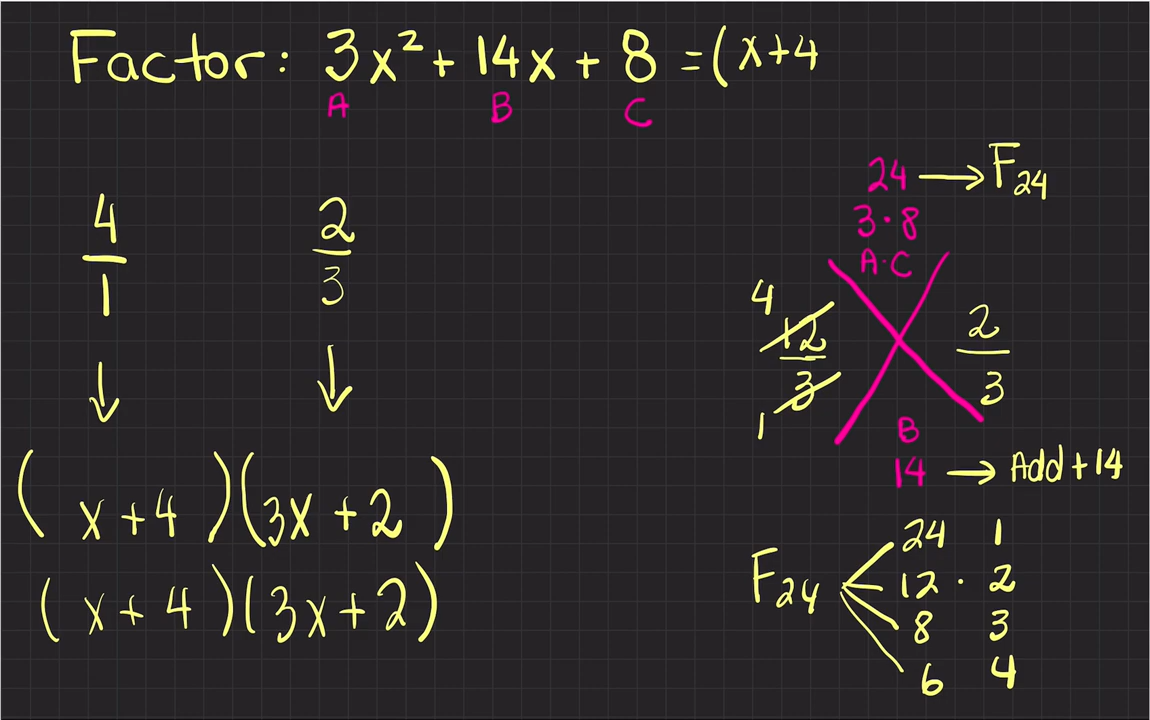 Factor: 3x² + 14x + 8 = (x+4
A B C
24 → F24
3·8
A·C
4
1
2
3
4
12
3
1
2
3
B
14 → Add +14
( x+4 )(3x +2 )
( x+4 )(3x+2)
F24
24 1
12 · 2
8 3
6 4